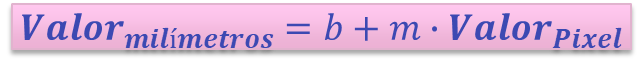 Valor_milímetros = b + m · Valor_Pixel